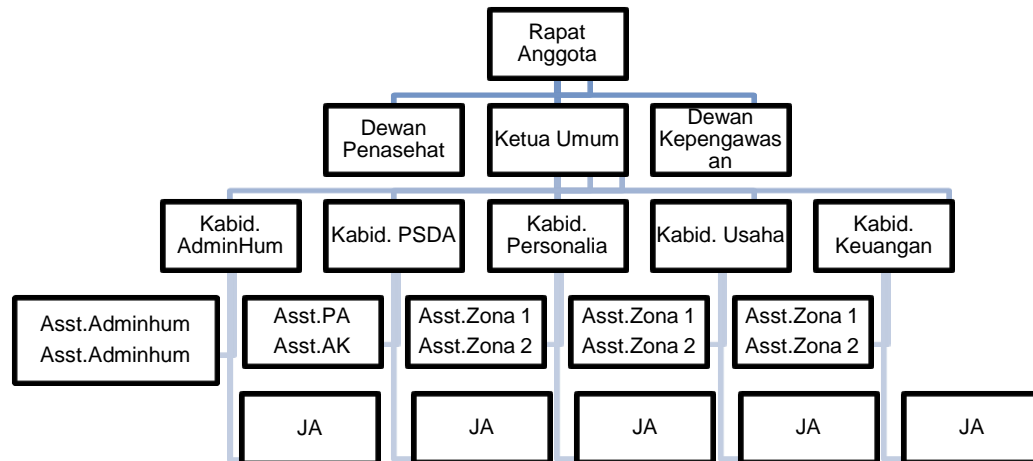 Rapat
Anggota
Dewan
Penasehat
Ketua Umum
Dewan
Kepengawas
an
Kabid.
AdminHum
Kabid. PSDA
Kabid.
Personalia
Kabid. Usaha
Kabid.
Keuangan
Asst.Adminhum
Asst.Adminhum
Asst.PA
Asst.AK
Asst.Zona 1
Asst.Zona 2
Asst.Zona 1
Asst.Zona 2
Asst.Zona 1
Asst.Zona 2
JA
JA
JA
JA
JA